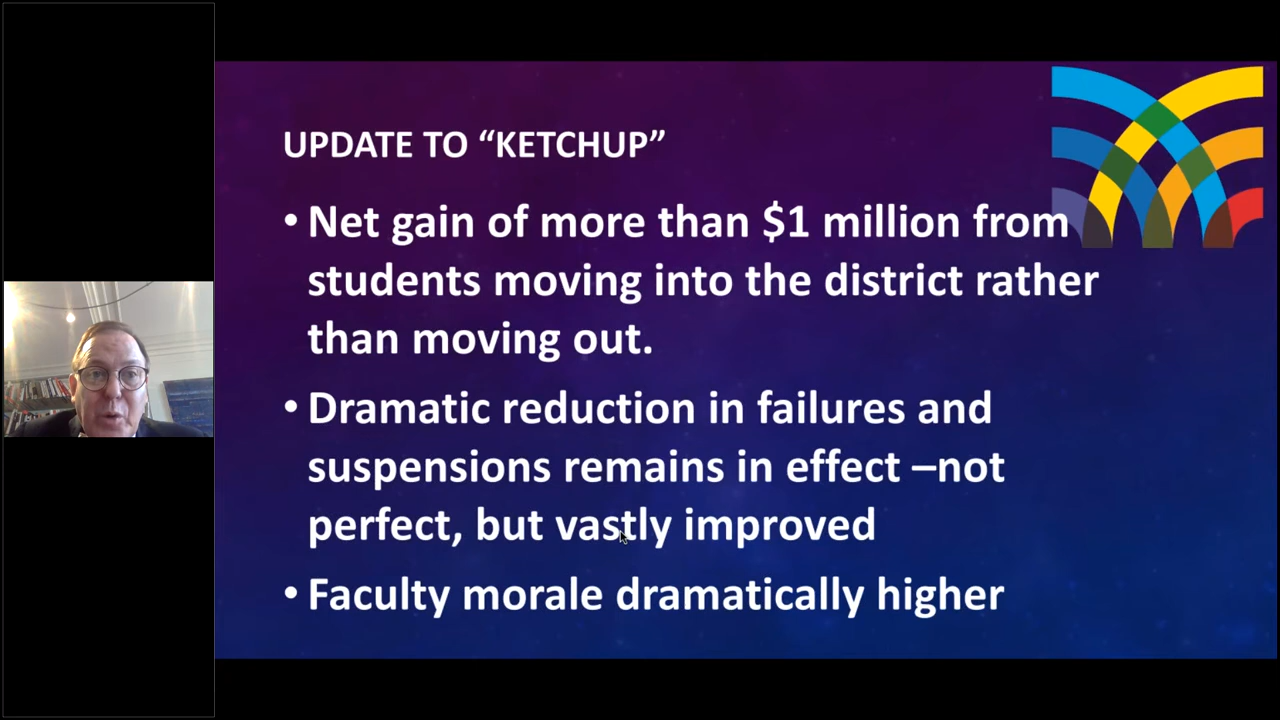 UPDATE TO “KETCHUP”
• Net gain of more than $1 million from
students moving into the district rather
than moving out.
• Dramatic reduction in failures and
suspensions remains in effect –not
perfect, but vastly improved
• Faculty morale dramatically higher